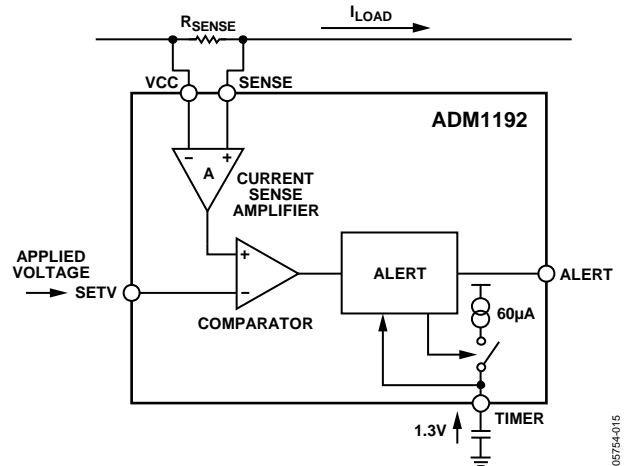 RSENSE
ILOAD
VCC
SENSE
ADM1192
−
+
A
CURRENT
SENSE
AMPLIFIER
APPLIED
VOLTAGE
SETV
+
−
COMPARATOR
ALERT
ALERT
60µA
TIMER
1.3V
05754-015